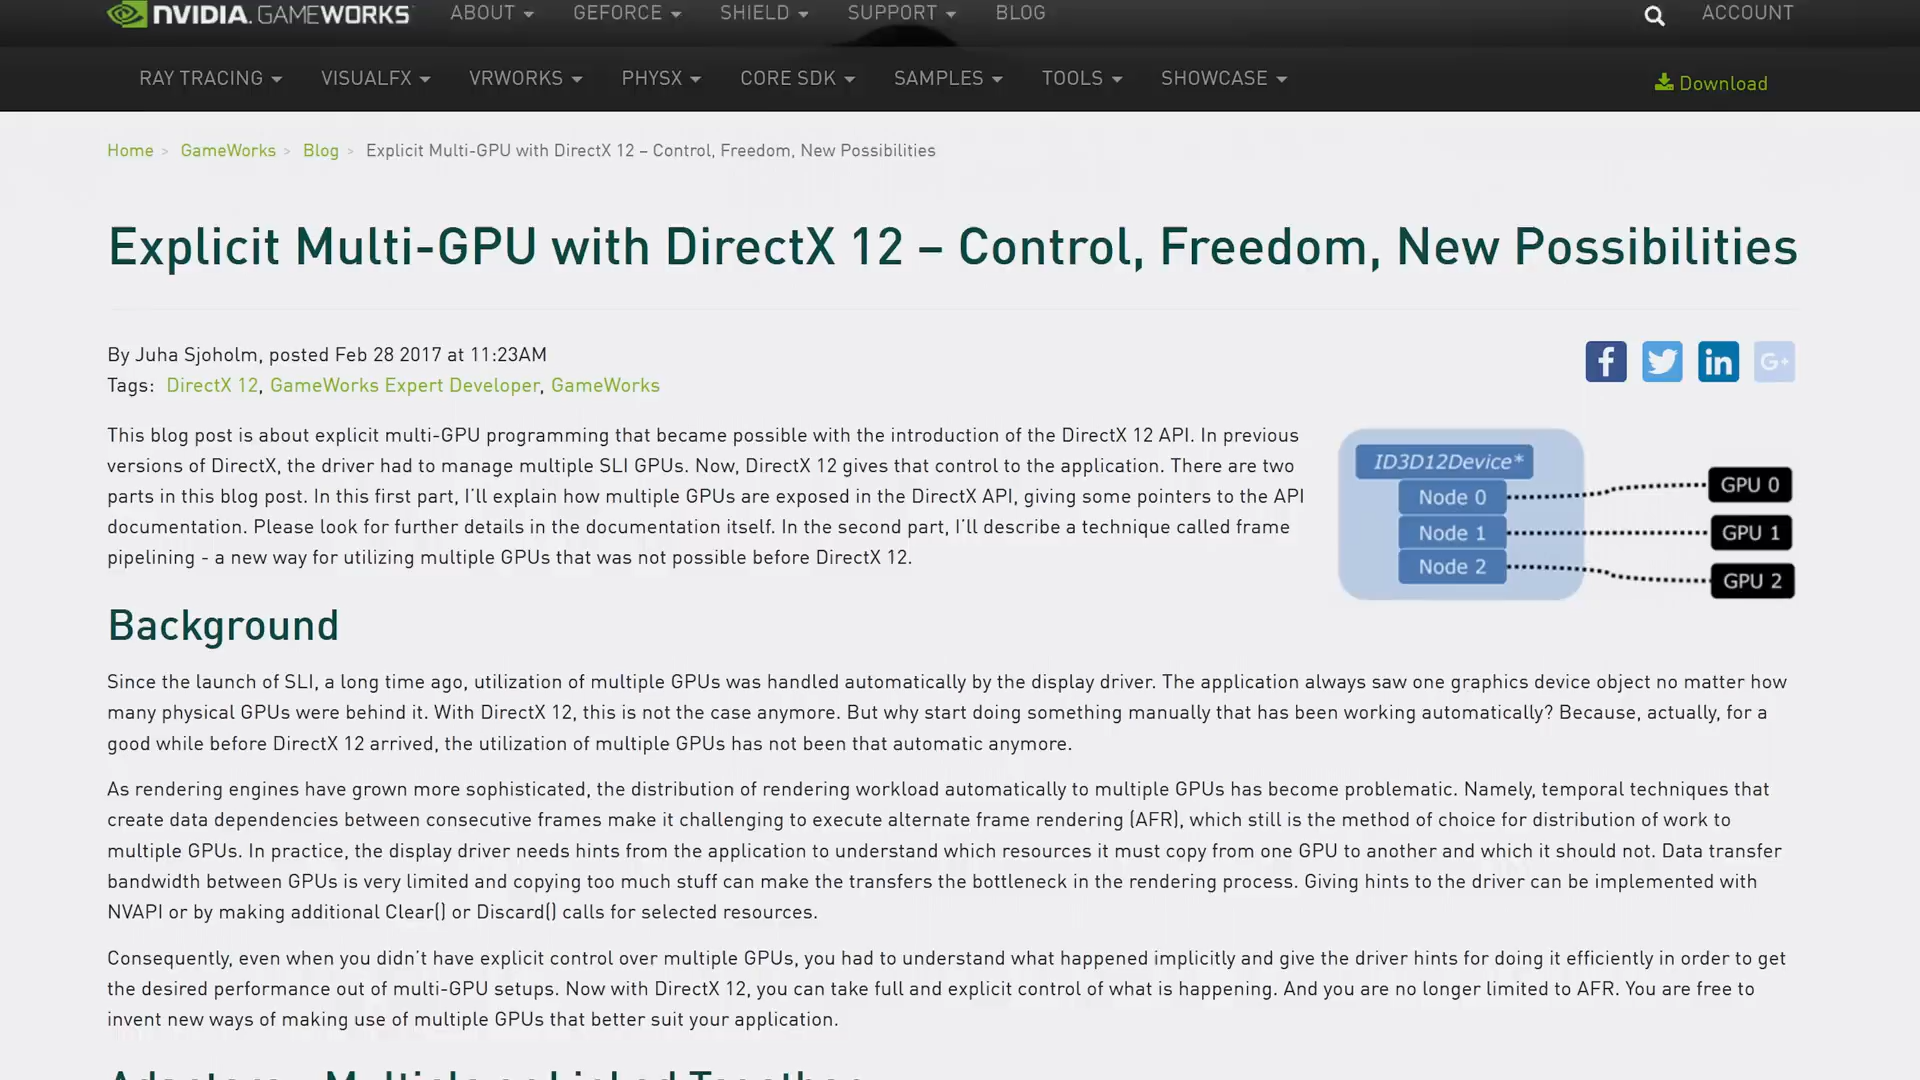 NVIDIA. GAMEWORKS ABOUT GEFORCE SHIELD SUPPORT BLOG ACCOUNT
RAY TRACING VISUALFX VRWORKS PHYSX CORE SDK SAMPLES TOOLS SHOWCASE Download
Home > GameWorks > Blog > Explicit Multi-GPU with DirectX 12 – Control, Freedom, New Possibilities
Explicit Multi-GPU with DirectX 12 – Control, Freedom, New Possibilities
By Juha Sjoholm, posted Feb 28 2017 at 11:23AM
Tags: DirectX 12, GameWorks Expert Developer, GameWorks
f in G+
This blog post is about explicit multi-GPU programming that became possible with the introduction of the DirectX 12 API. In previous
versions of DirectX, the driver had to manage multiple SLI GPUs. Now, DirectX 12 gives that control to the application. There are two
parts in this blog post. In this first part, I'll explain how multiple GPUs are exposed in the DirectX API, giving some pointers to the API
documentation. Please look for further details in the documentation itself. In the second part, I'll describe a technique called frame
pipelining - a new way for utilizing multiple GPUs that was not possible before DirectX 12.
ID3D12Device*
Node 0 GPU 0
Node 1 GPU 1
Node 2 GPU 2
Background
Since the launch of SLI, a long time ago, utilization of multiple GPUs was handled automatically by the display driver. The application always saw one graphics device object no matter how
many physical GPUs were behind it. With DirectX 12, this is not the case anymore. But why start doing something manually that has been working automatically? Because, actually, for a
good while before DirectX 12 arrived, the utilization of multiple GPUs has not been that automatic anymore.
As rendering engines have grown more sophisticated, the distribution of rendering workload automatically to multiple GPUs has become problematic. Namely, temporal techniques that
create data dependencies between consecutive frames make it challenging to execute alternate frame rendering (AFR), which still is the method of choice for distribution of work to
multiple GPUs. In practice, the display driver needs hints from the application to understand which resources it must copy from one GPU to another and which it should not. Data transfer
bandwidth between GPUs is very limited and copying too much stuff can make the transfers the bottleneck in the rendering process. Giving hints to the driver can be implemented with
NVAPI or by making additional Clear() or Discard() calls for selected resources.
Consequently, even when you didn't have explicit control over multiple GPUs, you had to understand what happened implicitly and give the driver hints for doing it efficiently in order to get
the desired performance out of multi-GPU setups. Now with DirectX 12, you can take full and explicit control of what is happening. And you are no longer limited to AFR. You are free to
invent new ways of making use of multiple GPUs that better suit your application.